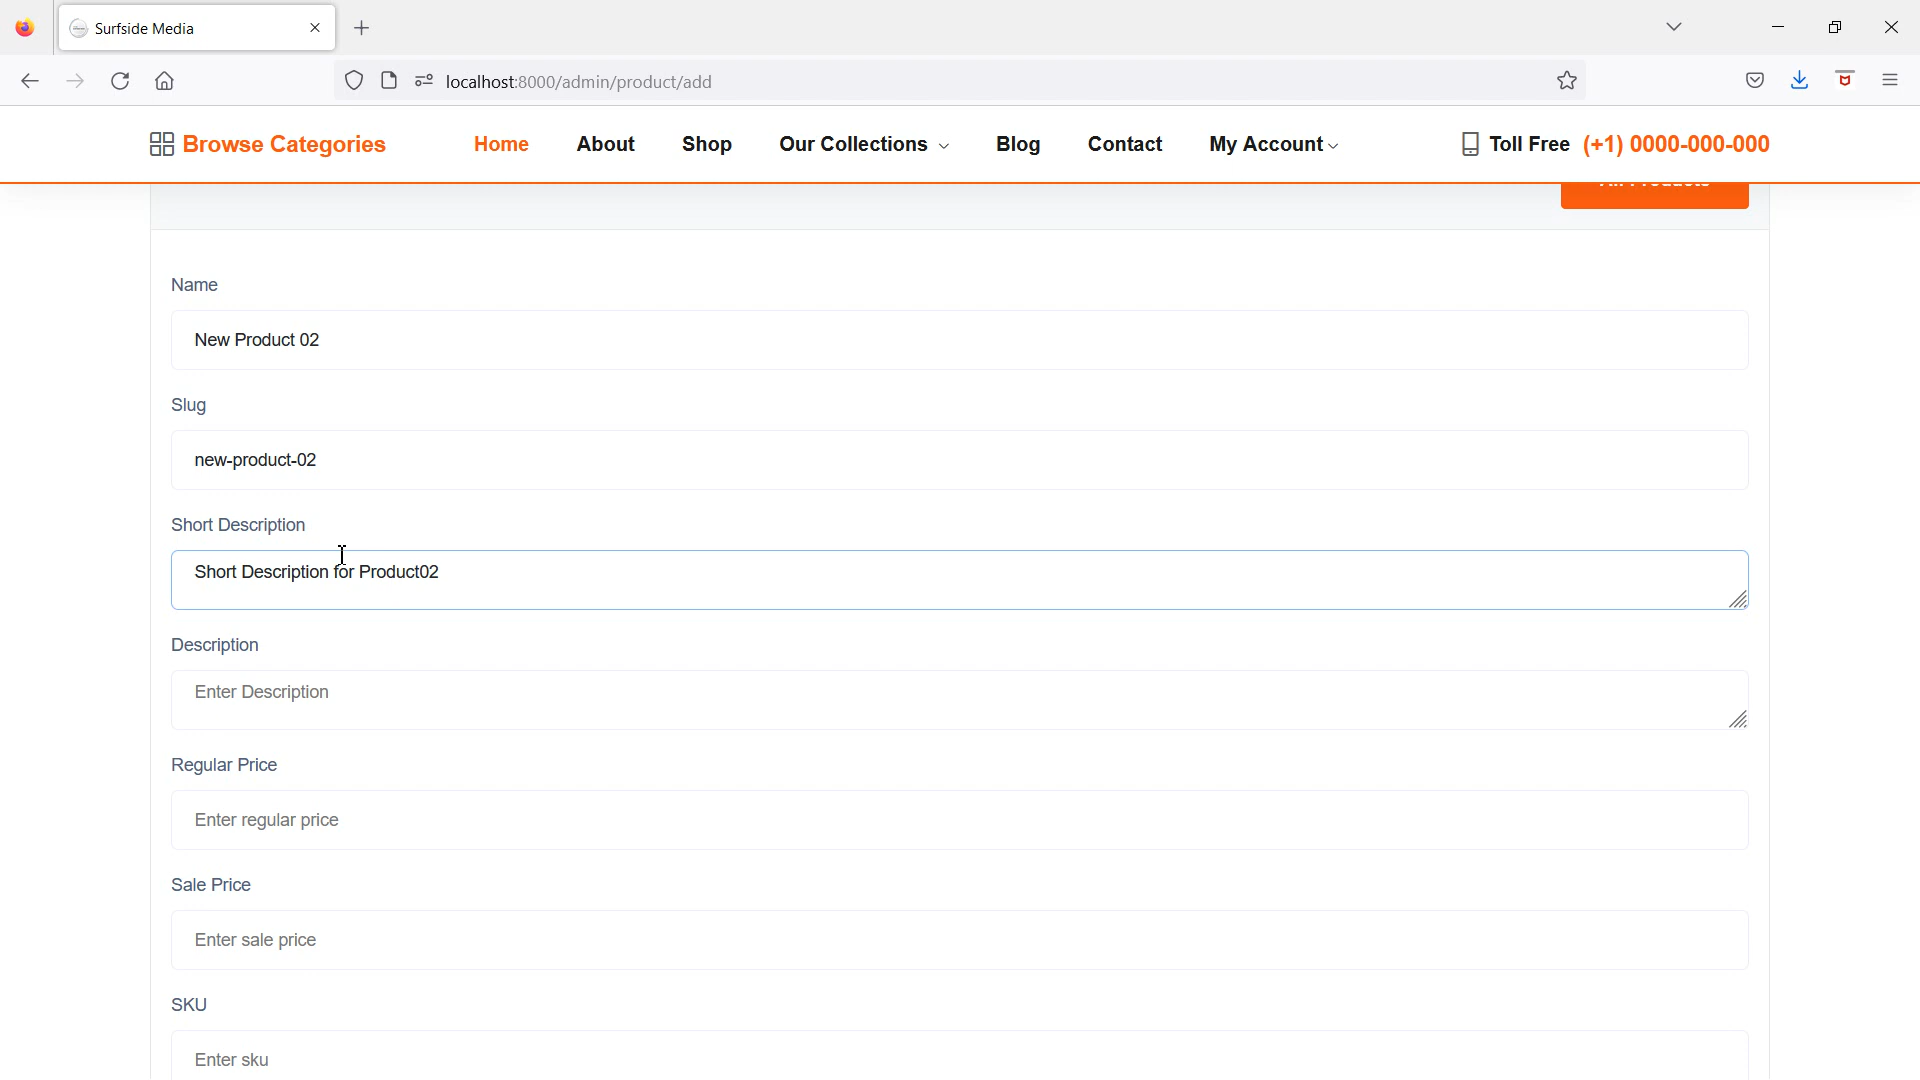 Surfside Media
localhost:8000/admin/product/add
Browse Categories Home About Shop Our Collections Blog Contact My Account Toll Free (+1) 0000-000-000
Name
New Product 02
Slug
new-product-02
Short Description
Short Description for Product02
Description
Enter Description
Regular Price
Enter regular price
Sale Price
Enter sale price
SKU
Enter sku